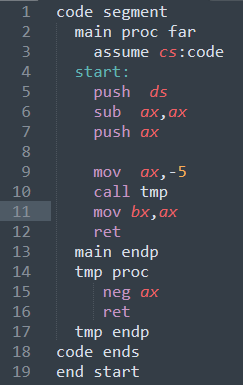 1 code segment
2 main proc far
3 assume cs:code
4 start:
5 push ds
6 sub ax,ax
7 push ax
8
9 mov ax,-5
10 call tmp
11 mov bx,ax
12 ret
13 main endp
14 tmp proc
15 neg ax
16 ret
17 tmp endp
18 code ends
19 end start